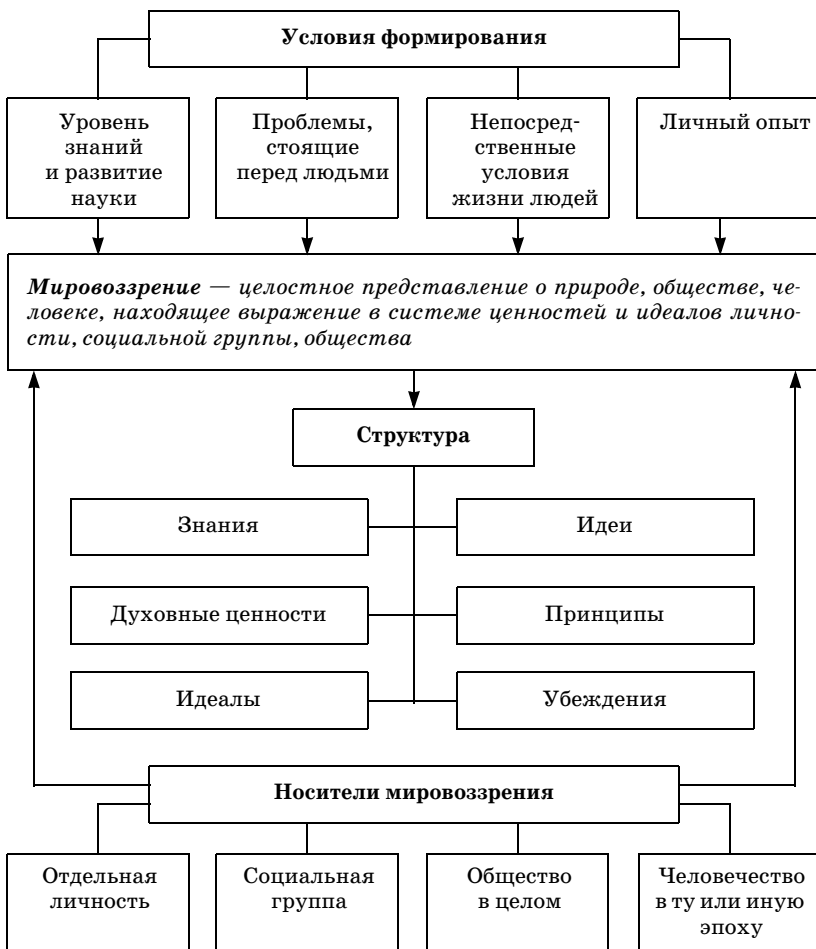 Условия формирования
Уровень
знаний
и развитие
науки
Проблемы,
стоящие
перед людьми
Непосред-
ственные
условия
жизни людей
Личный опыт
Мировоззрение — целостное представление о природе, обществе, че-
ловеке, находящее выражение в системе ценностей и идеалов лично-
сти, социальной группы, общества
Структура
Знания
Идеи
Духовные ценности
Принципы
Идеалы
Убеждения
Носители мировоззрения
Отдельная
личность
Социальная
группа
Общество
в целом
Человечество
в ту или иную
эпоху